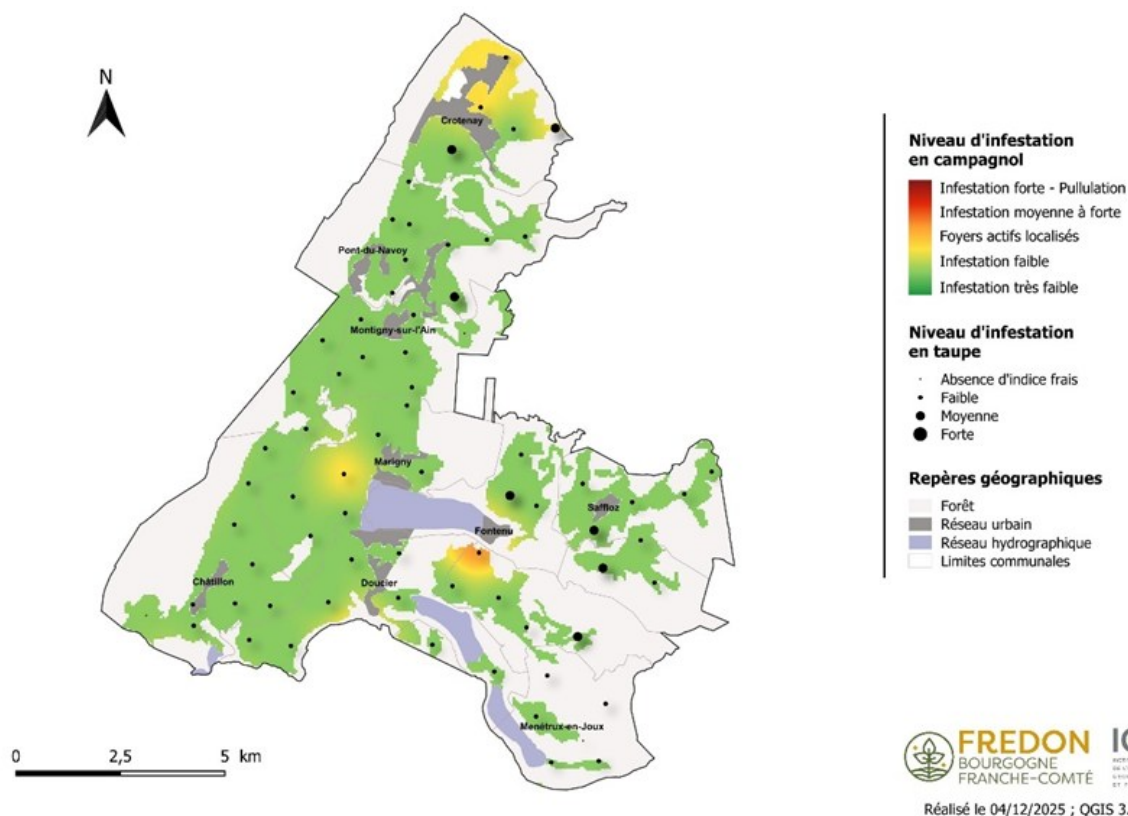 N
Crotenay
Pont-du-Navoy
Montigny-sur-l'Ain
Marigny
Saffloz
Fontenu
Châtillon
Doucier
Menétrux-en-Joux
0 2,5 5 km
Niveau d'infestation
en campagnol
Infestation forte - Pullulation
Infestation moyenne à forte
Foyers actifs localisés
Infestation faible
Infestation très faible
Niveau d'infestation
en taupe
Absence d'indice frais
Faible
Moyenne
Forte
Repères géographiques
Forêt
Réseau urbain
Réseau hydrographique
Limites communales
FREDON
BOURGOGNE
FRANCHE-COMTÉ
Réalisé le 04/12/2025 ; QGIS 3.